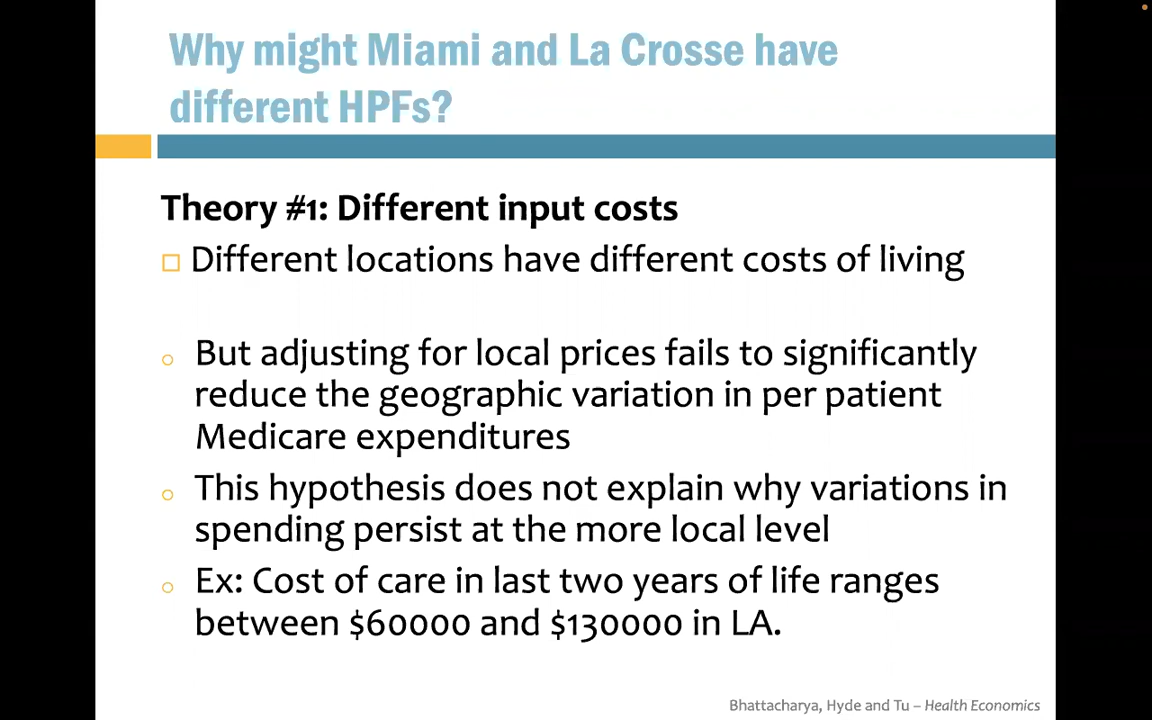 Why might Miami and La Crosse have
different HPFs?
Theory #1: Different input costs
Different locations have different costs of living
But adjusting for local prices fails to significantly
reduce the geographic variation in per patient
Medicare expenditures
This hypothesis does not explain why variations in
spending persist at the more local level
Ex: Cost of care in last two years of life ranges
between $60000 and $130000 in LA.
Bhattacharya, Hyde and Tu – Health Economics